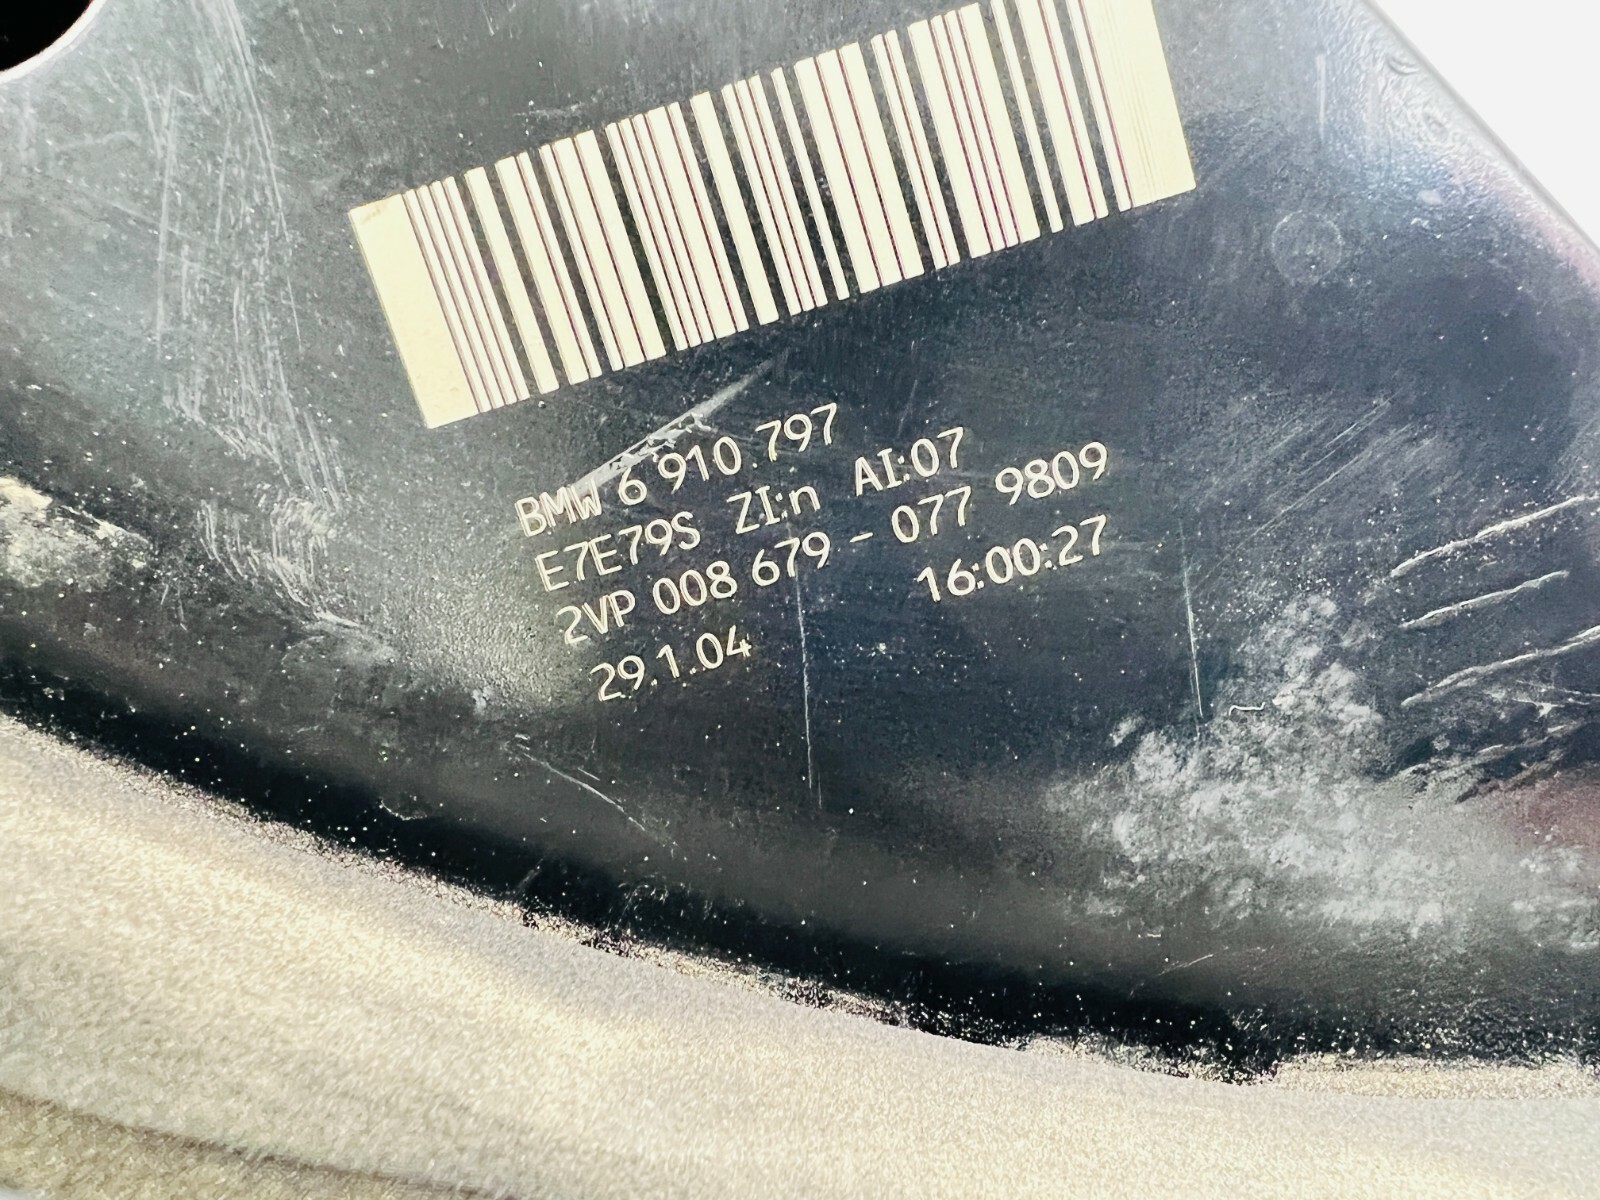 BMW 6 910 797
E7E79S ZI:n AI:07
2VP 008 679 - 077 9809
29.1.04 16:00:27